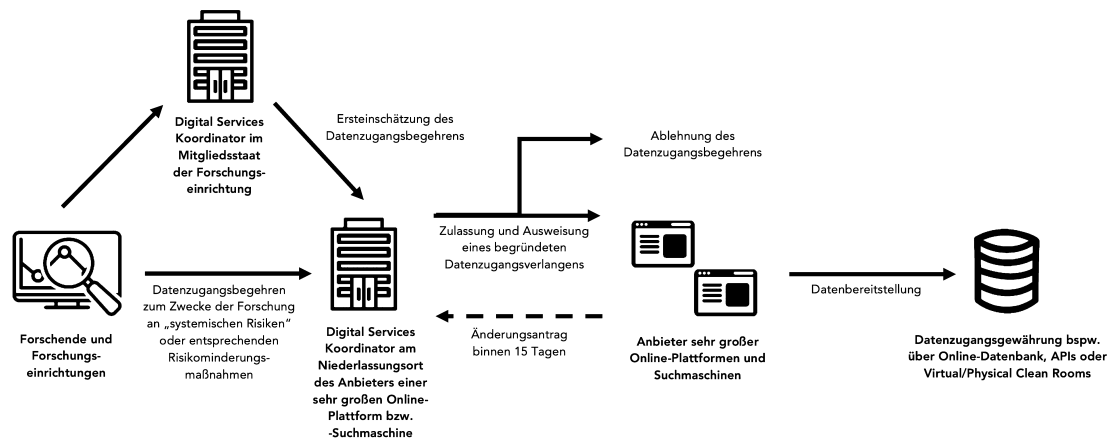 Digital Services
Koordinator im
Mitgliedsstaat
der Forschungs-
einrichtung
Ersteinschätzung des
Datenzugangsbegehrens
Ablehnung des
Datenzugangsbegehrens
Forschende und
Forschungs-
einrichtungen
Datenzugangsbegehren
zum Zwecke der Forschung
an „systemischen Risiken“
oder entsprechenden
Risikominderungs-
maßnahmen
Digital Services
Koordinator am
Niederlassungsort
des Anbieters einer
sehr großen Online-
Plattform bzw.
-Suchmaschine
Zulassung und Ausweisung
eines begründeten
Datenzugangsverlangens
Änderungsantrag
binnen 15 Tagen
Anbieter sehr großer
Online-Plattformen und
Suchmaschinen
Datenbereitstellung
Datenzugangsgewährung bspw.
über Online-Datenbank, APIs oder
Virtual/Physical Clean Rooms